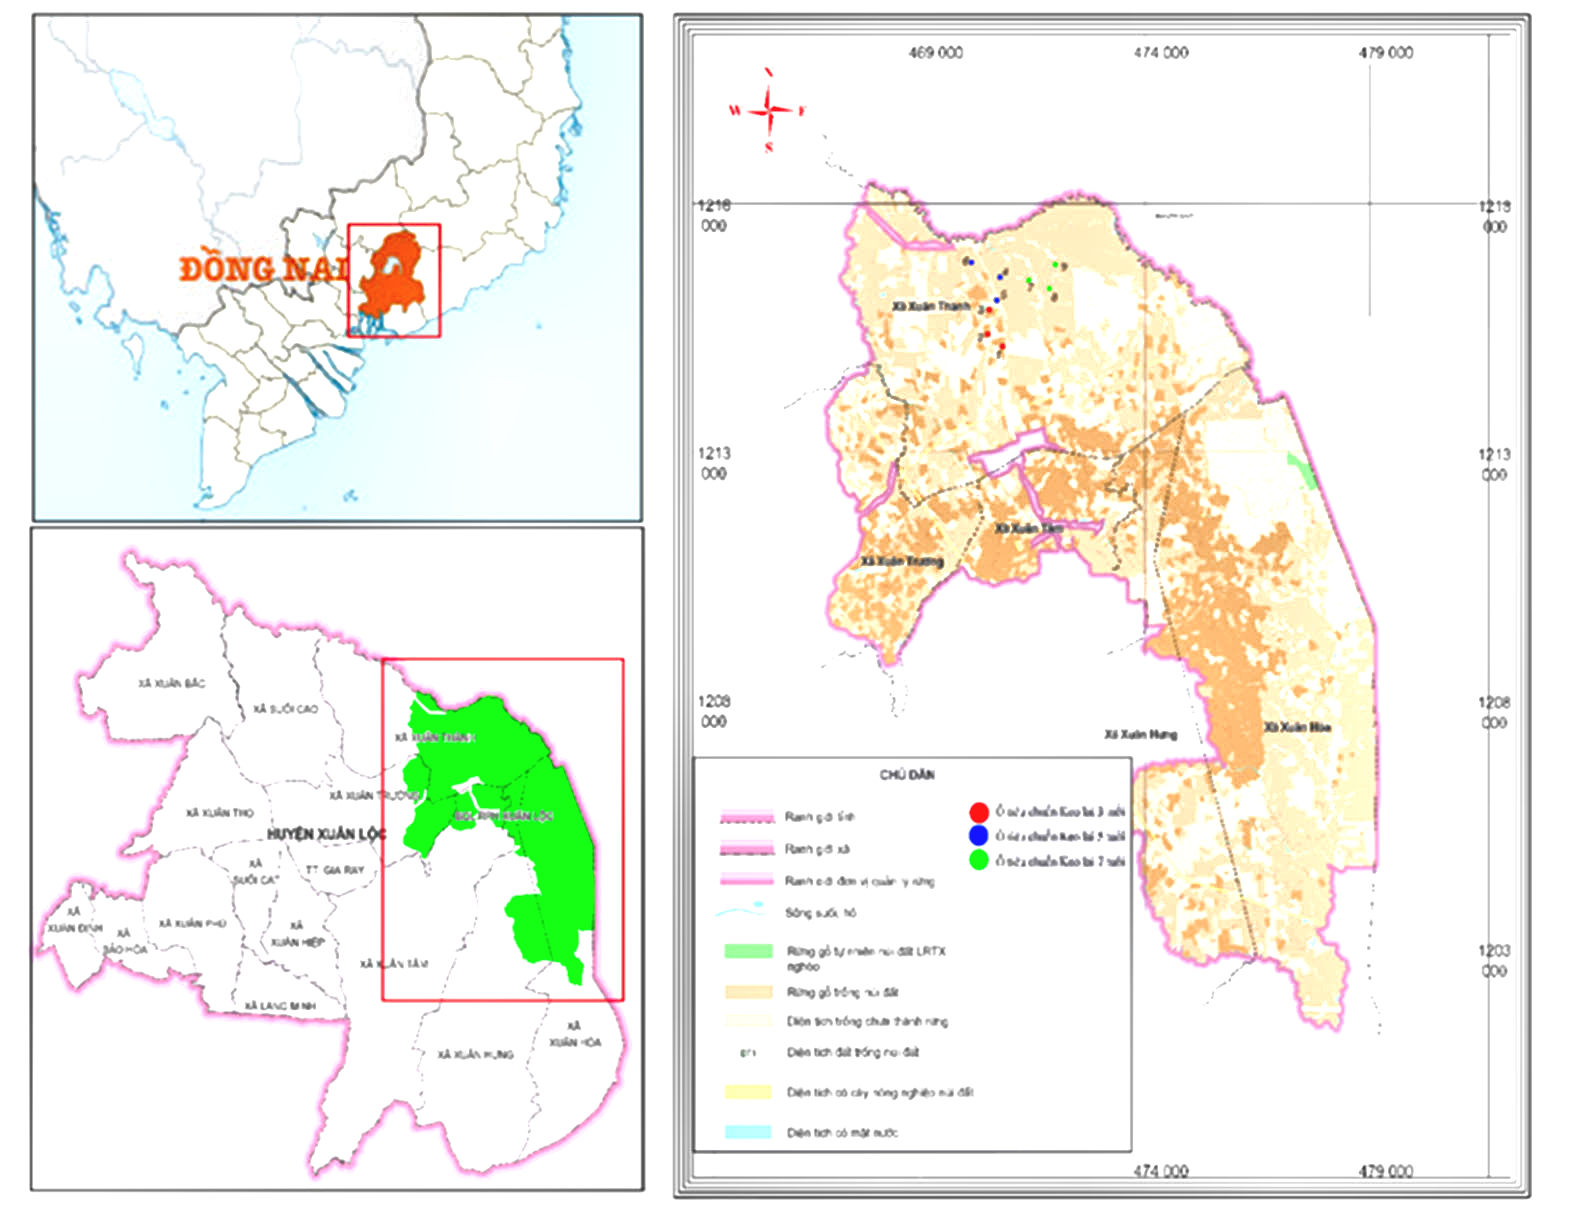 ĐỒNG NAI
XÃ XUÂN BẮC
XÃ SUỐI CAO
XÃ XUÂN THÀNH
XÃ XUÂN TRƯỜNG
XÃ XUÂN THỌ
HUYỆN XUÂN LỘC
XÃ
SUỐI CÁT
TT. GIA RAY
XÃ
XUÂN ĐỊNH
XÃ
BẢO HÒA
XÃ XUÂN PHÚ
XÃ
XUÂN HIỆP
XÃ XUÂN TÂM
XÃ LANG MINH
XÃ XUÂN HƯNG
XÃ
XUÂN HÒA
469 000
474 000
479 000
W
S
1218
000
1213
000
1213
000
1208
000
1208
000
1203
000
Xã Xuân Thành
Xã Xuân Tâm
Xã Xuân Trường
Xã Xuân Hưng
Xã Xuân Hòa
CHÚ DẪN
Ranh giới tỉnh
Ranh giới xã
Ranh giới đơn vị quản lý rừng
Sông suối, hồ
Rừng gỗ tự nhiên núi đất LRTX
nghèo
Rừng gỗ trồng núi đất
Diện tích trồng chưa thành rừng
Diện tích đất trống núi đất
Diện tích có cây nông nghiệp núi đất
Diện tích có mặt nước
Ô tiêu chuẩn Keo lai 3 tuổi
Ô tiêu chuẩn Keo lai 5 tuổi
Ô tiêu chuẩn Keo lai 7 tuổi
474 000
479 000